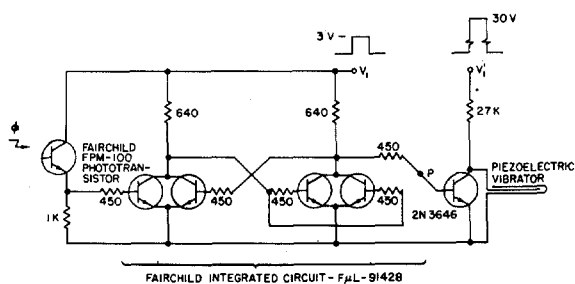 30 V
3 V
V₁
V₁'
640
640
27K
ϕ
FAIRCHILD
FPM-100
PHOTOTRAN-
SISTOR
450
P
PIEZOELECTRIC
VIBRATOR
450
450
450
450
2N 3646
1K
FAIRCHILD INTEGRATED CIRCUIT - FμL - 91428